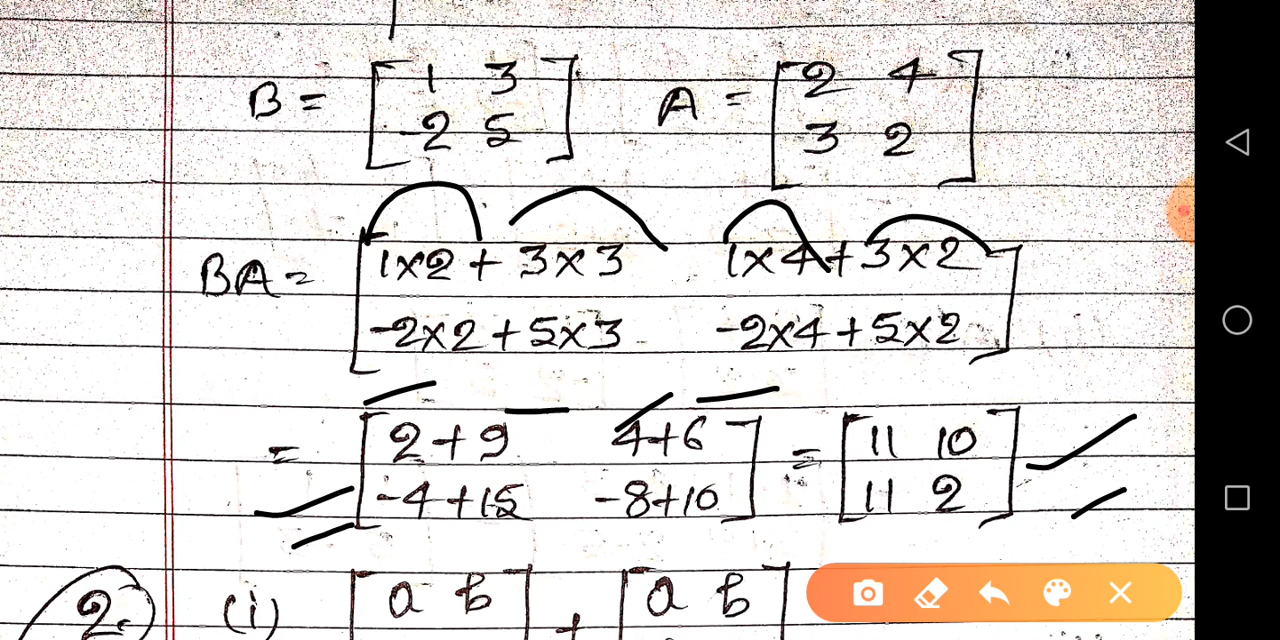 B = [ 1 3 A = [ 2 4 ]
-2 5 ] 3 2 ]
BA = [ 1×2 + 3×3 1×4+3×2 ]
-2×2 + 5×3 -2×4 + 5×2 ]
= [ 2+9 4+6 ] = [ 11 10 ]
-4+15 -8+10 ] 11 2 ]
2. (i) [ a b ] + [ a b ]